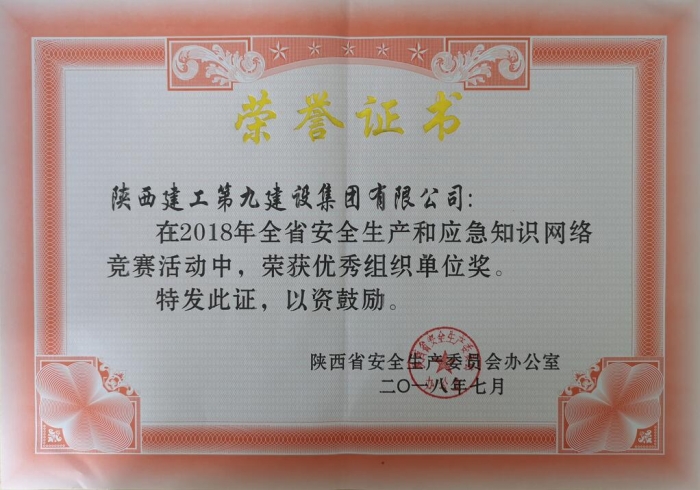 荣誉证书
陕西建工第九建设集团有限公司：
在2018年全省安全生产和应急知识网络
竞赛活动中，荣获优秀组织单位奖。
特发此证，以资鼓励。
陕西省安全生产委员会办公室
二〇一八年七月